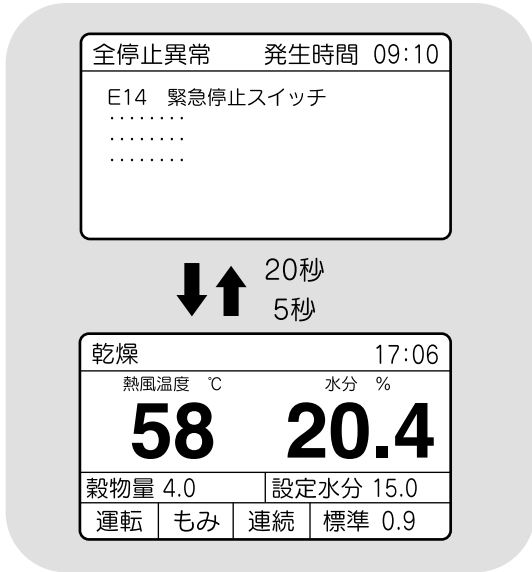 全停止異常 発生時間 09:10
E14 緊急停止スイッチ
........
........
........
20秒
5秒
乾燥 17:06
熱風温度 ℃ 水分 %
58 20.4
穀物量 4.0 設定水分 15.0
運転 もみ 連続 標準 0.9